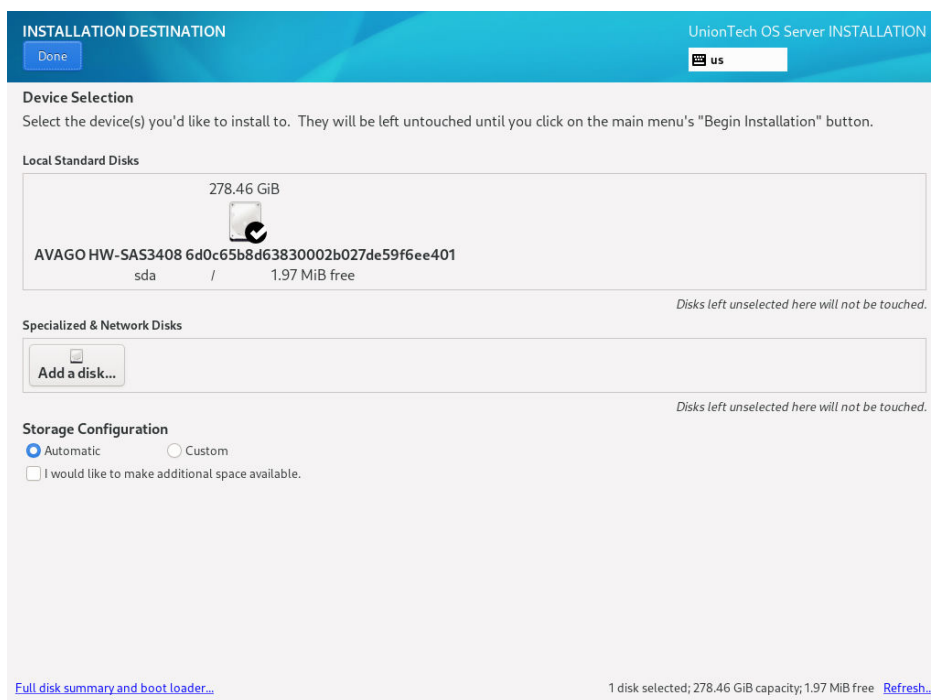 INSTALLATION DESTINATION
UnionTech OS Server INSTALLATION
Done
us
Device Selection
Select the device(s) you'd like to install to. They will be left untouched until you click on the main menu's "Begin Installation" button.
Local Standard Disks
278.46 GiB
AVAGO HW-SAS3408 6d0c65b8d63830002b027de59f6ee401
sda / 1.97 MiB free
Disks left unselected here will not be touched.
Specialized & Network Disks
Add a disk...
Disks left unselected here will not be touched.
Storage Configuration
Automatic Custom
I would like to make additional space available.
Full disk summary and boot loader... 1 disk selected; 278.46 GiB capacity; 1.97 MiB free Refresh..